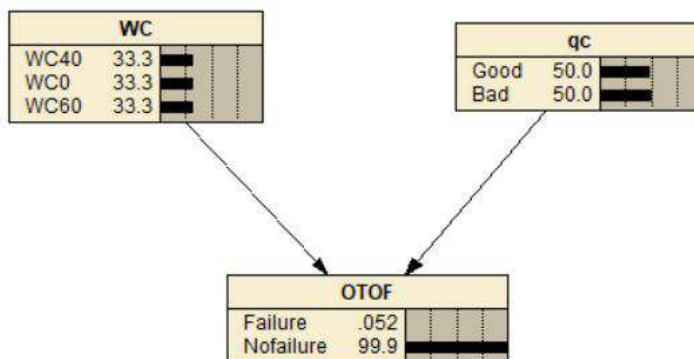 WC
WC40 33.3
WC0 33.3
WC60 33.3
qc
Good 50.0
Bad 50.0
OTOF
Failure .052
Nofailure 99.9